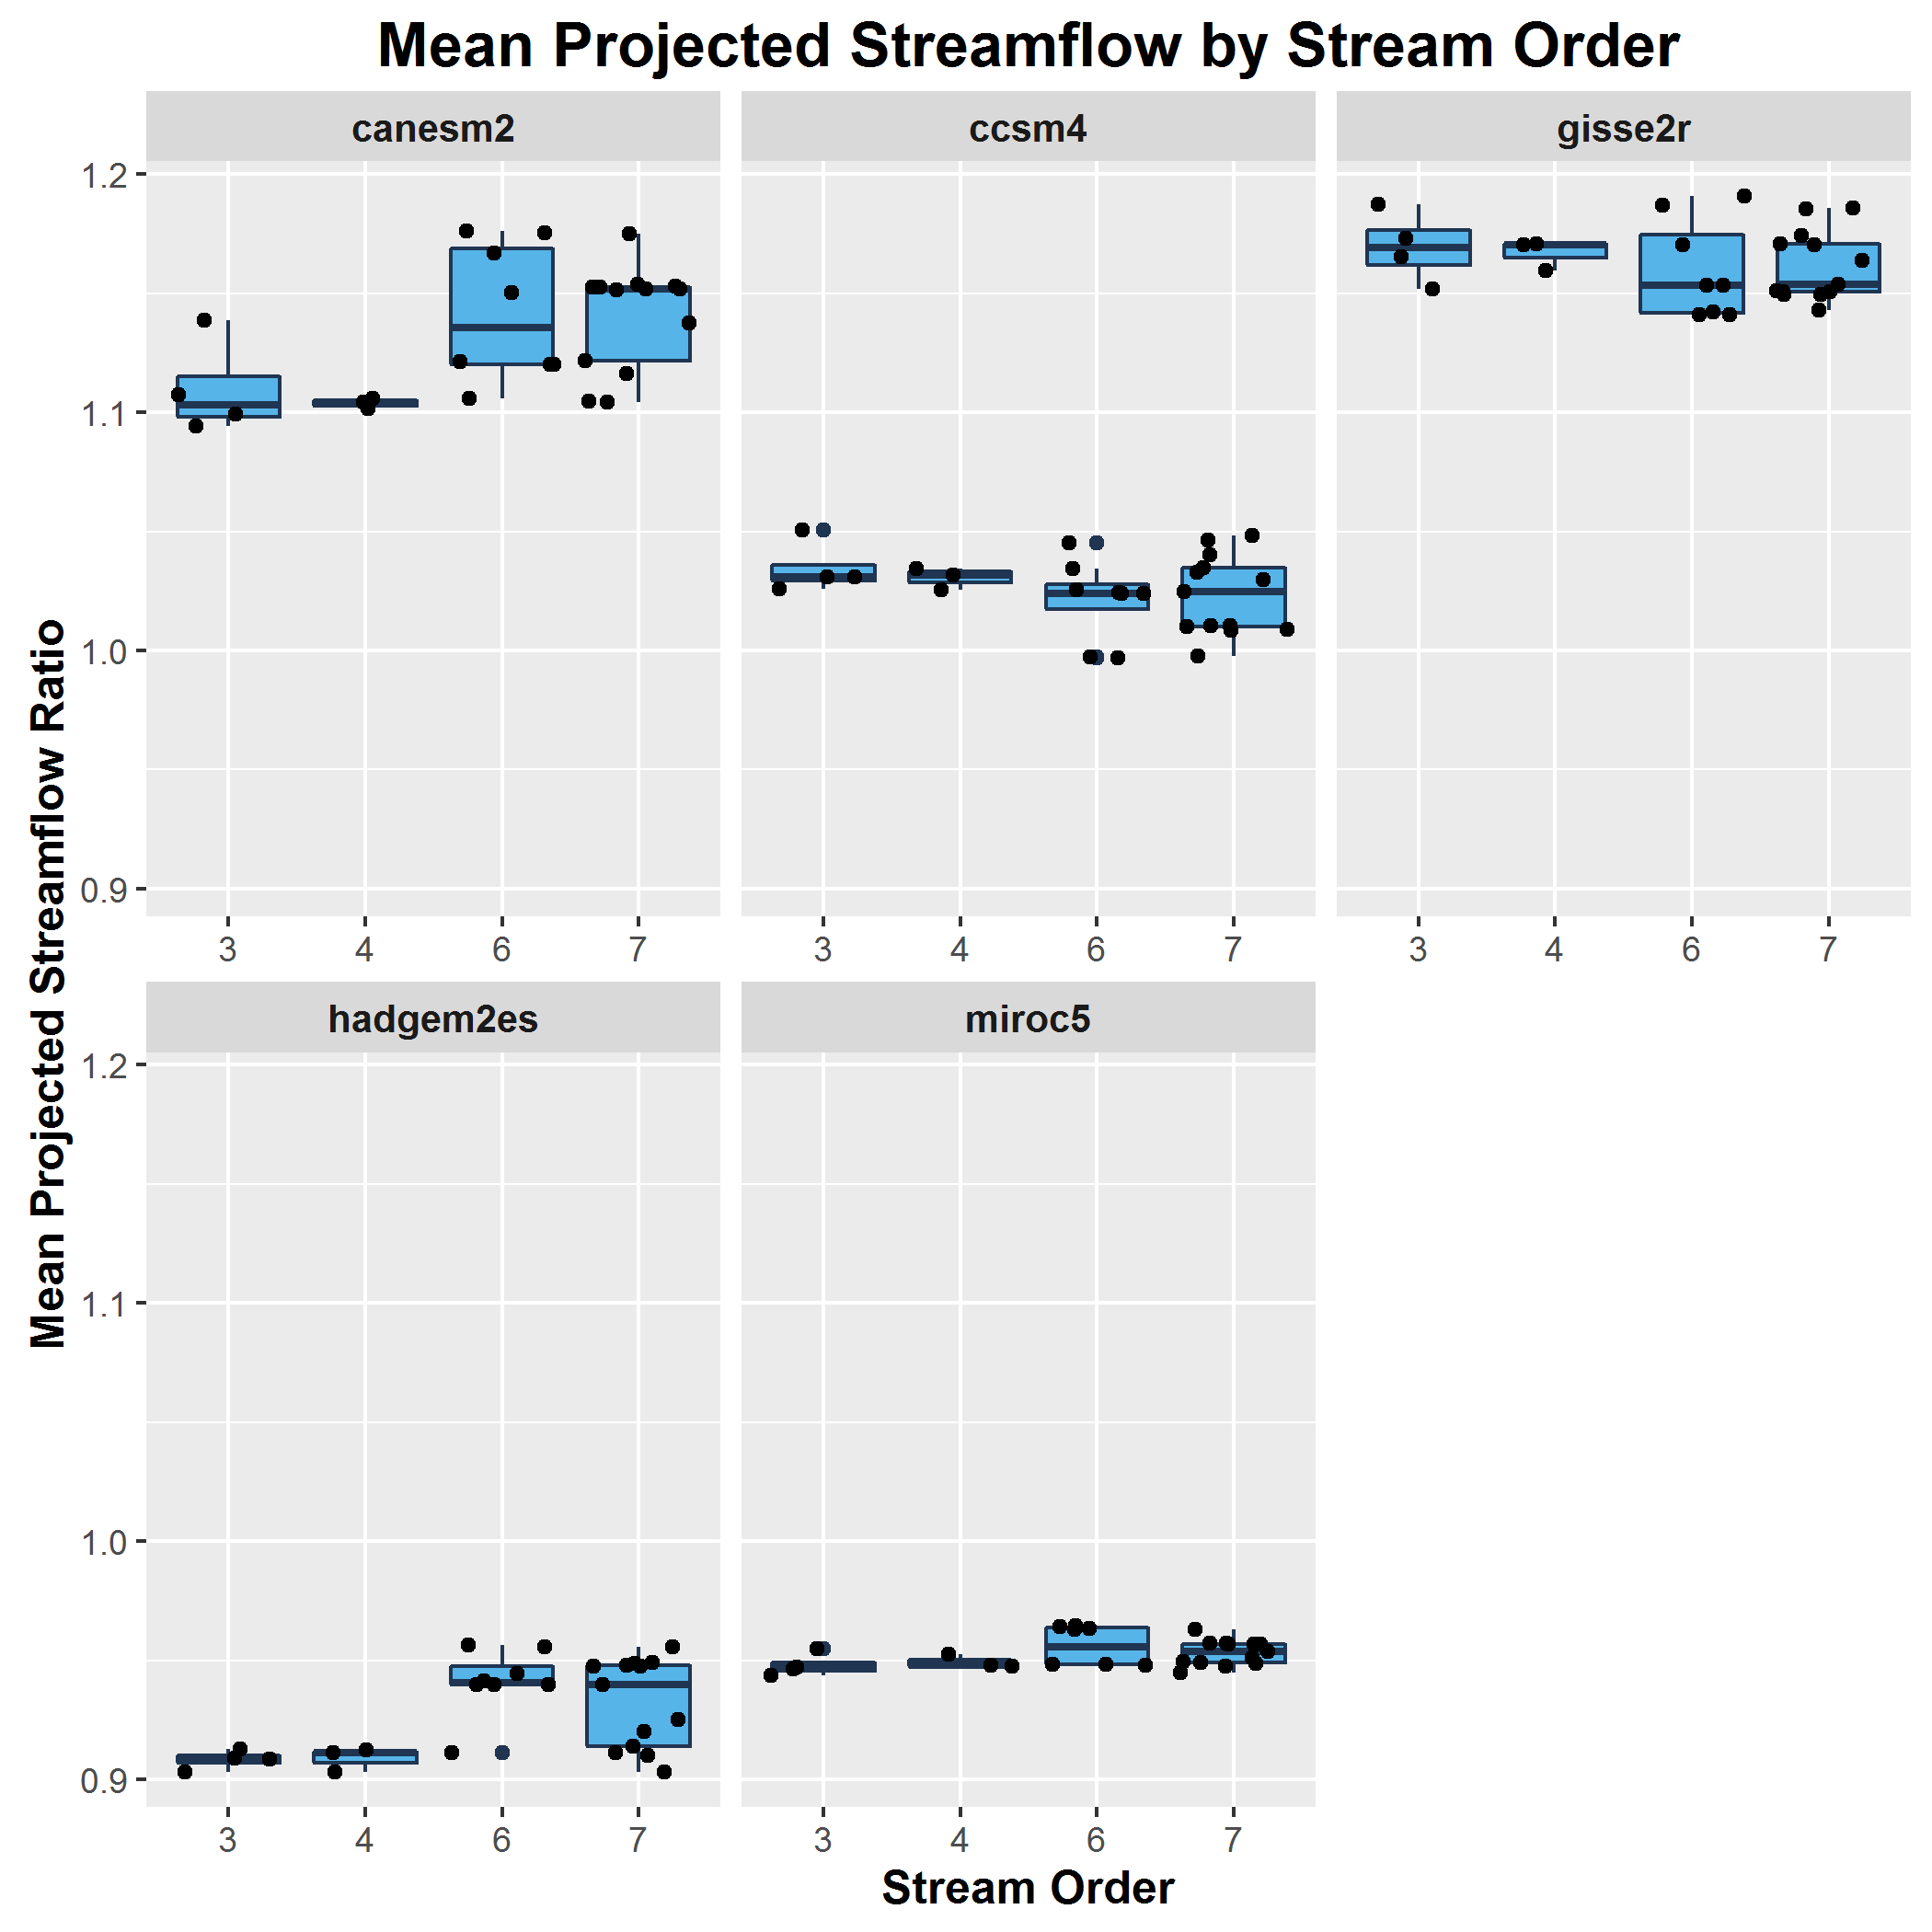 Mean Projected Streamflow by Stream Order
canesm2
ccsm4
gisse2r
1.2
1.1
1.0
0.9
3 4 6 7
3 4 6 7
3 4 6 7
Mean Projected Streamflow Ratio
hadgem2es
miroc5
1.2
1.1
1.0
0.9
3 4 6 7
3 4 6 7
Stream Order